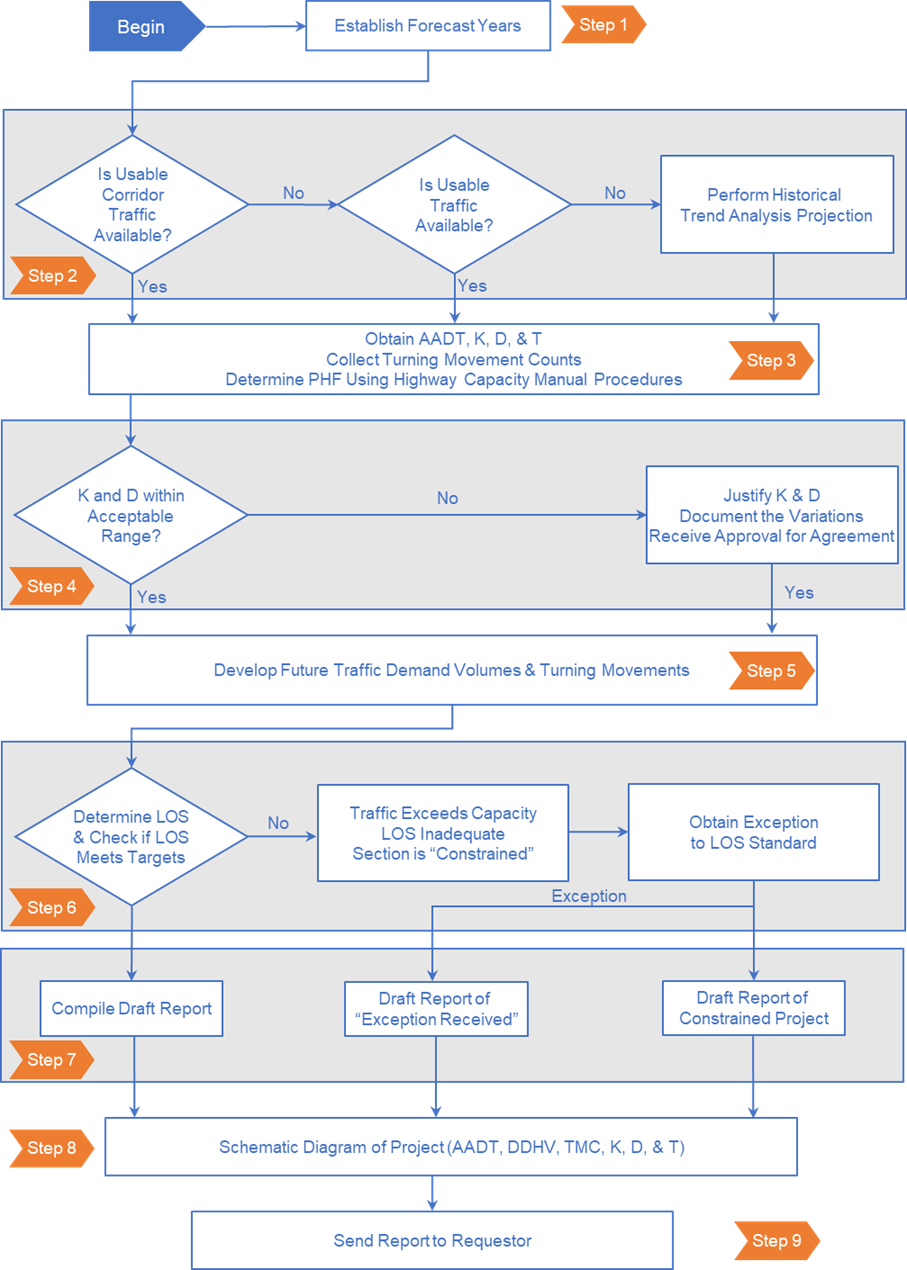 Begin
Establish Forecast Years
Step 1
Is Usable
Corridor
Traffic
Available?
No
Is Usable
Traffic
Available?
No
Perform Historical
Trend Analysis Projection
Step 2
Yes
Yes
Obtain AADT, K, D, & T
Collect Turning Movement Counts
Determine PHF Using Highway Capacity Manual Procedures
Step 3
K and D within
Acceptable
Range?
No
Justify K & D
Document the Variations
Receive Approval for Agreement
Step 4
Yes
Yes
Develop Future Traffic Demand Volumes & Turning Movements
Step 5
Determine LOS
& Check if LOS
Meets Targets
No
Traffic Exceeds Capacity
LOS Inadequate
Section is “Constrained”
Obtain Exception
to LOS Standard
Step 6
Exception
Compile Draft Report
Draft Report of
“Exception Received”
Draft Report of
Constrained Project
Step 7
Step 8
Schematic Diagram of Project (AADT, DDHV, TMC, K, D, & T)
Send Report to Requestor
Step 9